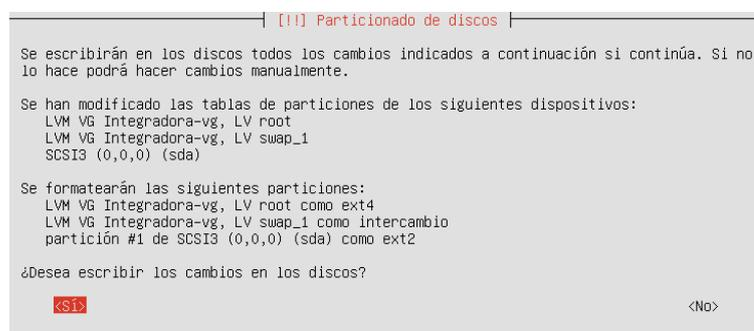 [!!] Particionado de discos
Se escribirán en los discos todos los cambios indicados a continuación si continúa. Si no
lo hace podrá hacer cambios manualmente.
Se han modificado las tablas de particiones de los siguientes dispositivos:
LVM VG Integradora-vg, LV root
LVM VG Integradora-vg, LV swap_1
SCSI3 (0,0,0) (sda)
Se formatearán las siguientes particiones:
LVM VG Integradora-vg, LV root como ext4
LVM VG Integradora-vg, LV swap_1 como intercambio
partición #1 de SCSI3 (0,0,0) (sda) como ext2
¿Desea escribir los cambios en los discos?
<Sí> <No>